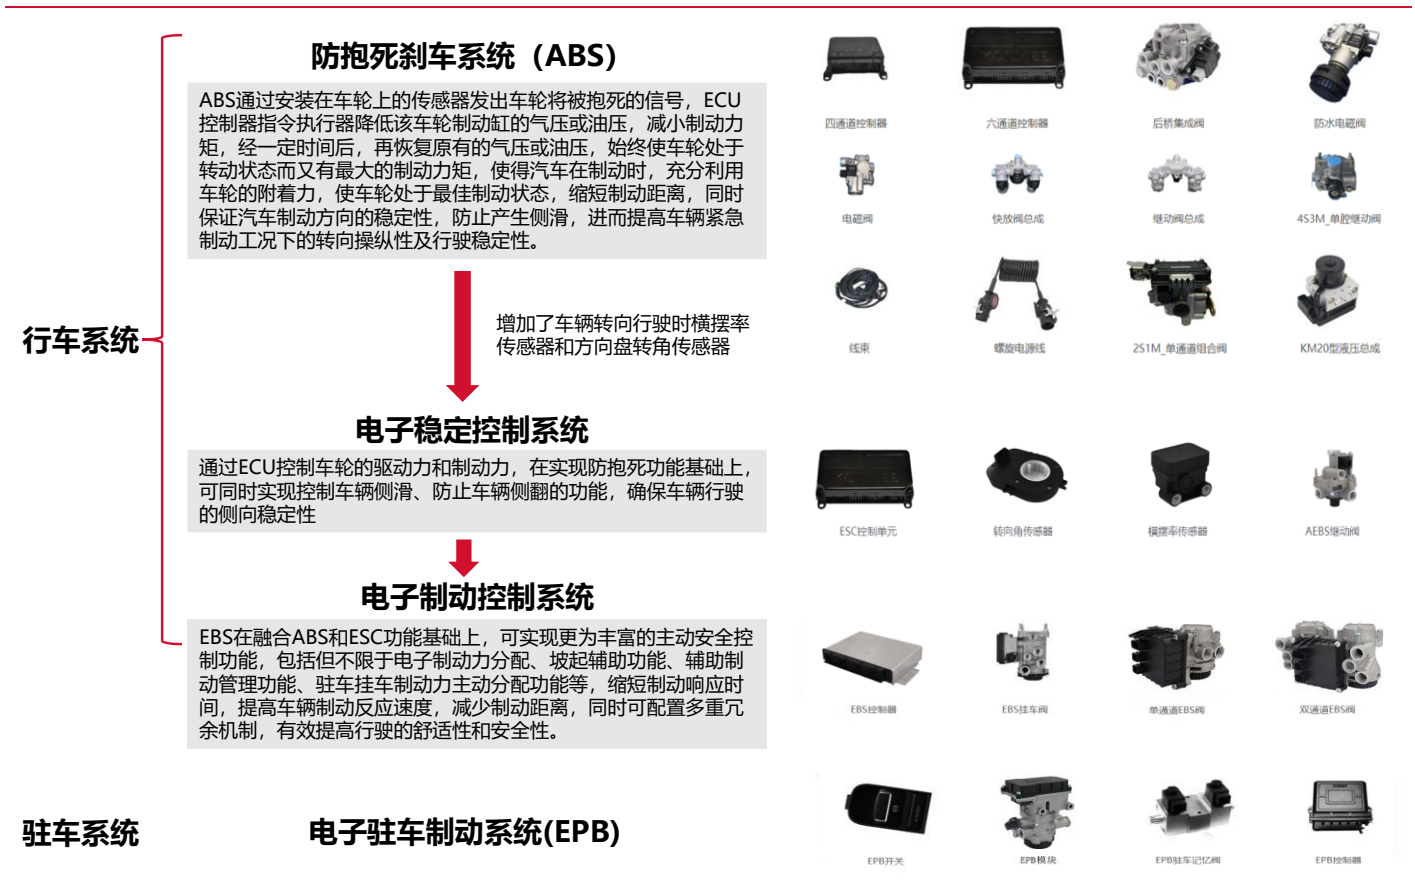 防抱死刹车系统（ABS）
ABS通过安装在车轮上的传感器发出车轮将被抱死的信号，ECU
控制器指令执行器降低该车轮制动缸的气压或油压，减小制动力
矩，经一定时间后，再恢复原有的气压或油压，始终使车轮处于
转动状态而又有最大的制动力矩，使得汽车在制动时，充分利用
车轮的附着力，使车轮处于最佳制动状态，缩短制动距离，同时
保证汽车制动方向的稳定性，防止产生侧滑，进而提高车辆紧急
制动工况下的转向操纵性及行驶稳定性。
增加了车辆转向行驶时横摆率
传感器和方向盘转角传感器
行车系统
电子稳定控制系统
通过ECU控制车轮的驱动力和制动力，在实现防抱死功能基础上，
可同时实现控制车辆侧滑、防止车辆侧翻的功能，确保车辆行驶
的侧向稳定性
电子制动控制系统
EBS在融合ABS和ESC功能基础上，可实现更为丰富的主动安全控
制功能，包括但不限于电子制动力分配、坡起辅助功能、辅助制
动管理功能、驻车挂车制动力主动分配功能等，缩短制动响应时
间，提高车辆制动反应速度，减少制动距离，同时可配置多重冗
余机制，有效提高行驶的舒适性和安全性。
驻车系统
电子驻车制动系统(EPB)
四通道控制器
六通道控制器
后桥集成阀
防水电磁阀
电磁阀
快放阀总成
继动阀总成
4S3M_单腔继动阀
线束
螺旋电源线
2S1M_单通道组合阀
KM20型液压总成
ESC控制单元
转向角传感器
横摆率传感器
AEBS继动阀
EBS控制器
EBS挂车阀
单通道EBS阀
双通道EBS阀
EPB开关
EPB模块
EPB驻车记忆阀
EPB控制器